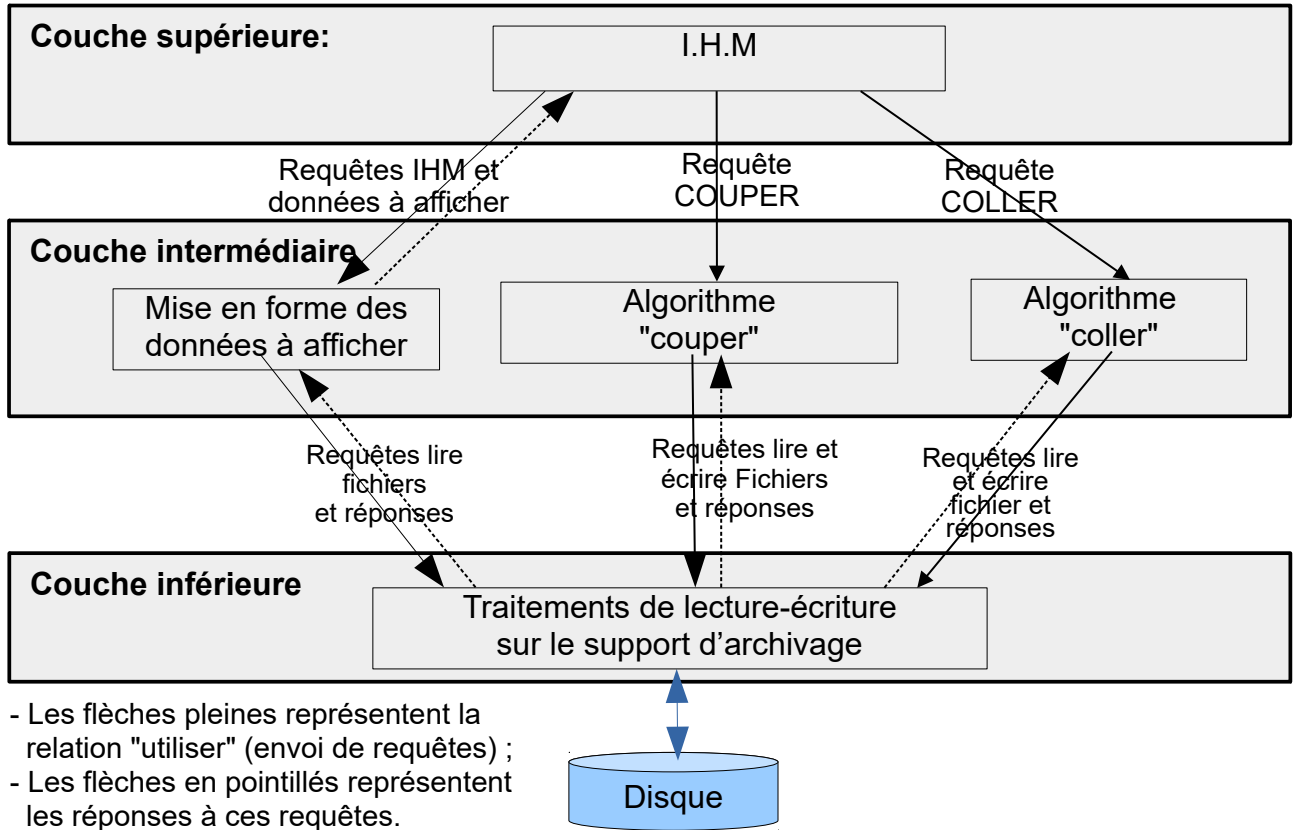 Couche supérieure:
I.H.M
Requêtes IHM et
données à afficher
Requête
COUPER
Requête
COLLER
Couche intermédiaire
Mise en forme des
données à afficher
Algorithme
"couper"
Algorithme
"coller"
Requêtes lire
fichiers
et réponses
Requêtes lire et
écrire Fichiers
et réponses
Requêtes lire
et écrire
fichier et
réponses
Couche inférieure
Traitements de lecture-écriture
sur le support d’archivage
- Les flèches pleines représentent la
relation "utiliser" (envoi de requêtes) ;
- Les flèches en pointillés représentent
les réponses à ces requêtes.
Disque